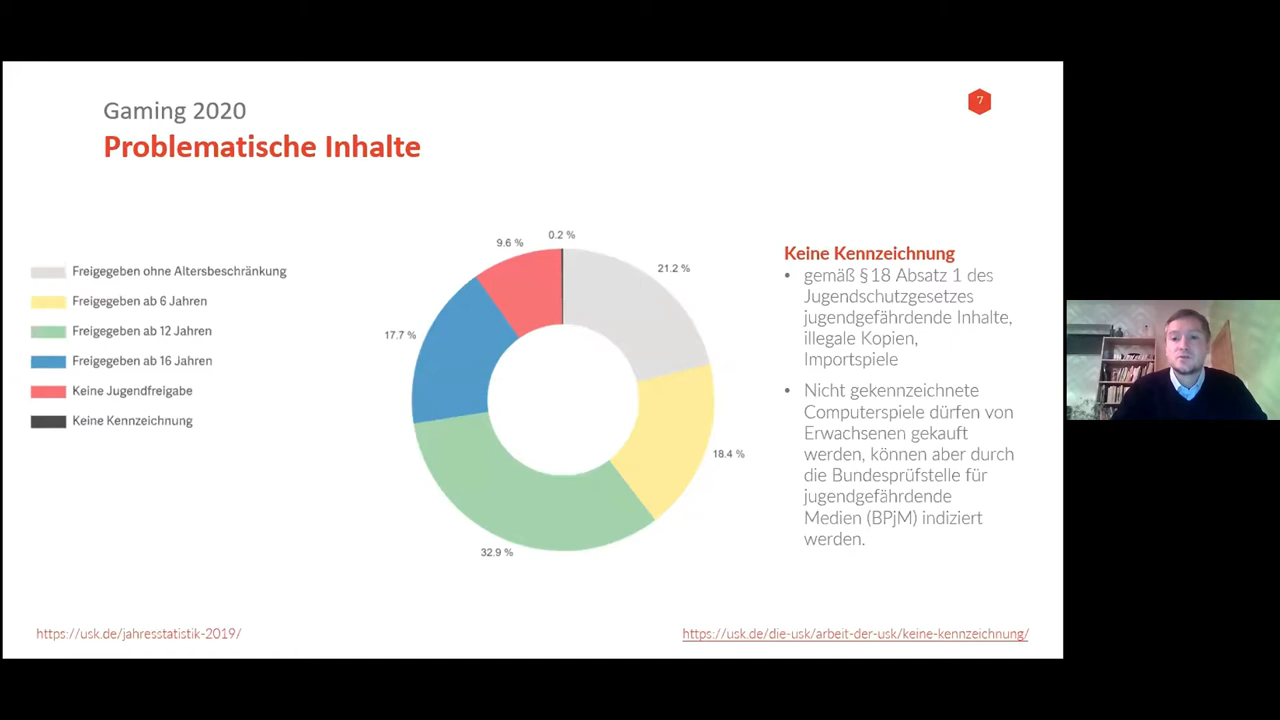 Gaming 2020
7
Problematische Inhalte
Freigegeben ohne Altersbeschränkung
Freigegeben ab 6 Jahren
Freigegeben ab 12 Jahren
Freigegeben ab 16 Jahren
Keine Jugendfreigabe
Keine Kennzeichnung
0.2 %
9.6 %
21.2 %
17.7 %
18.4 %
32.9 %
Keine Kennzeichnung
• gemäß §18 Absatz 1 des
Jugendschutzgesetzes
jugendgefährdende Inhalte,
illegale Kopien,
Importspiele
• Nicht gekennzeichnete
Computerspiele dürfen von
Erwachsenen gekauft
werden, können aber durch
die Bundesprüfstelle für
jugendgefährdende
Medien (BPjM) indiziert
werden.
https://usk.de/jahresstatistik-2019/
https://usk.de/die-usk/arbeit-der-usk/keine-kennzeichnung/